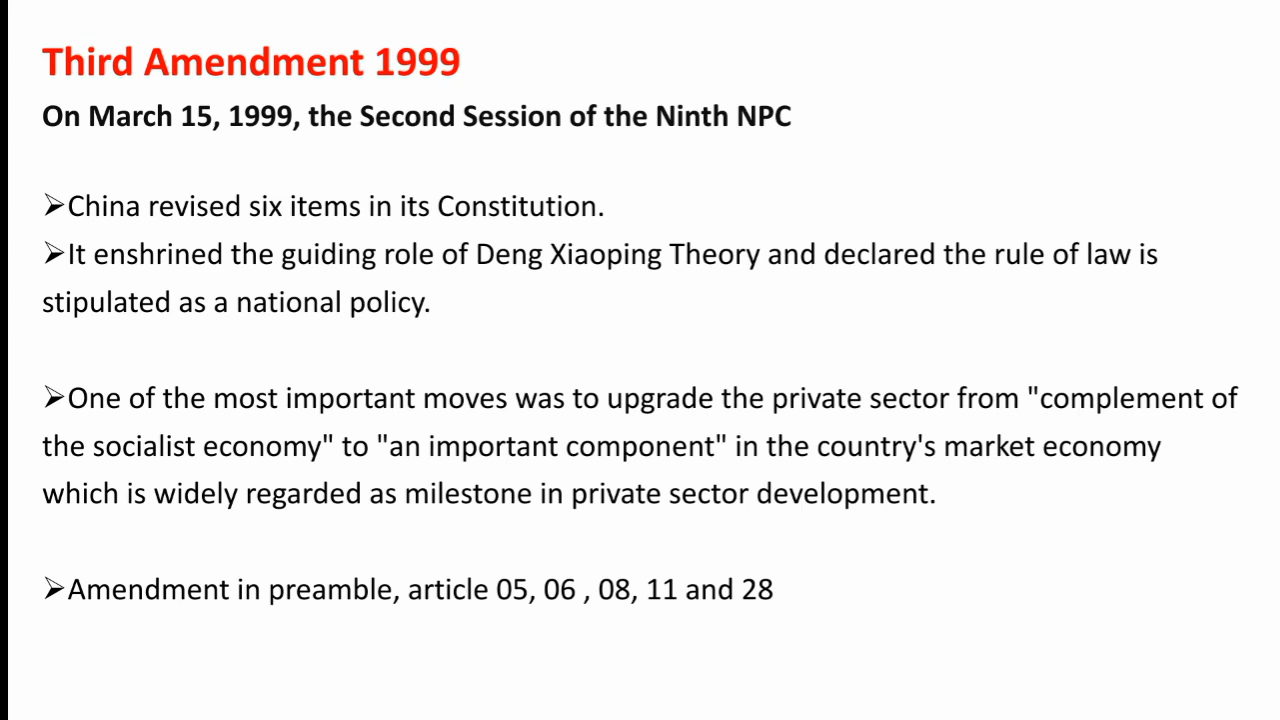 Third Amendment 1999
On March 15, 1999, the Second Session of the Ninth NPC
➢China revised six items in its Constitution.
➢It enshrined the guiding role of Deng Xiaoping Theory and declared the rule of law is
stipulated as a national policy.
➢One of the most important moves was to upgrade the private sector from "complement of
the socialist economy" to "an important component" in the country's market economy
which is widely regarded as milestone in private sector development.
➢Amendment in preamble, article 05, 06 , 08, 11 and 28